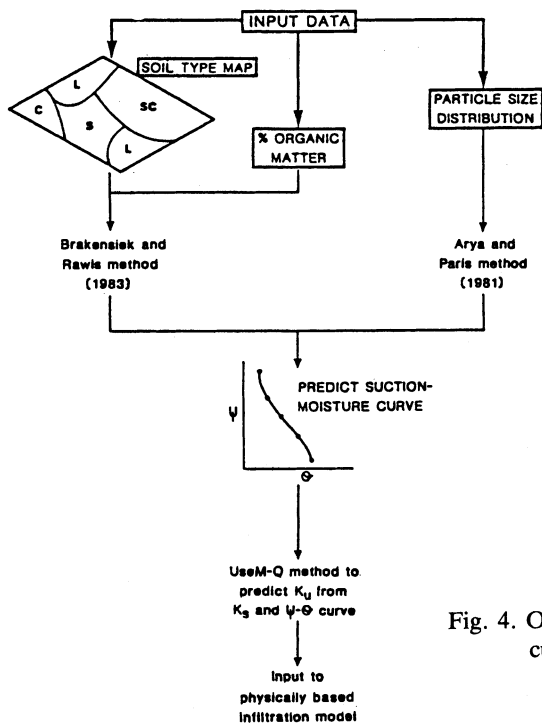 INPUT DATA
SOIL TYPE MAP
L
C
SC
S
L
% ORGANIC
MATTER
PARTICLE SIZE
DISTRIBUTION
Brakensiek and
Rawls method
(1983)
Arya and
Paris method
(1981)
PREDICT SUCTION-
MOISTURE CURVE
ψ
θ
UseM-Q method to
predict Ku from
Ks and ψ-θ curve
Input to
physically based
infiltration model
Fig. 4. O
cu